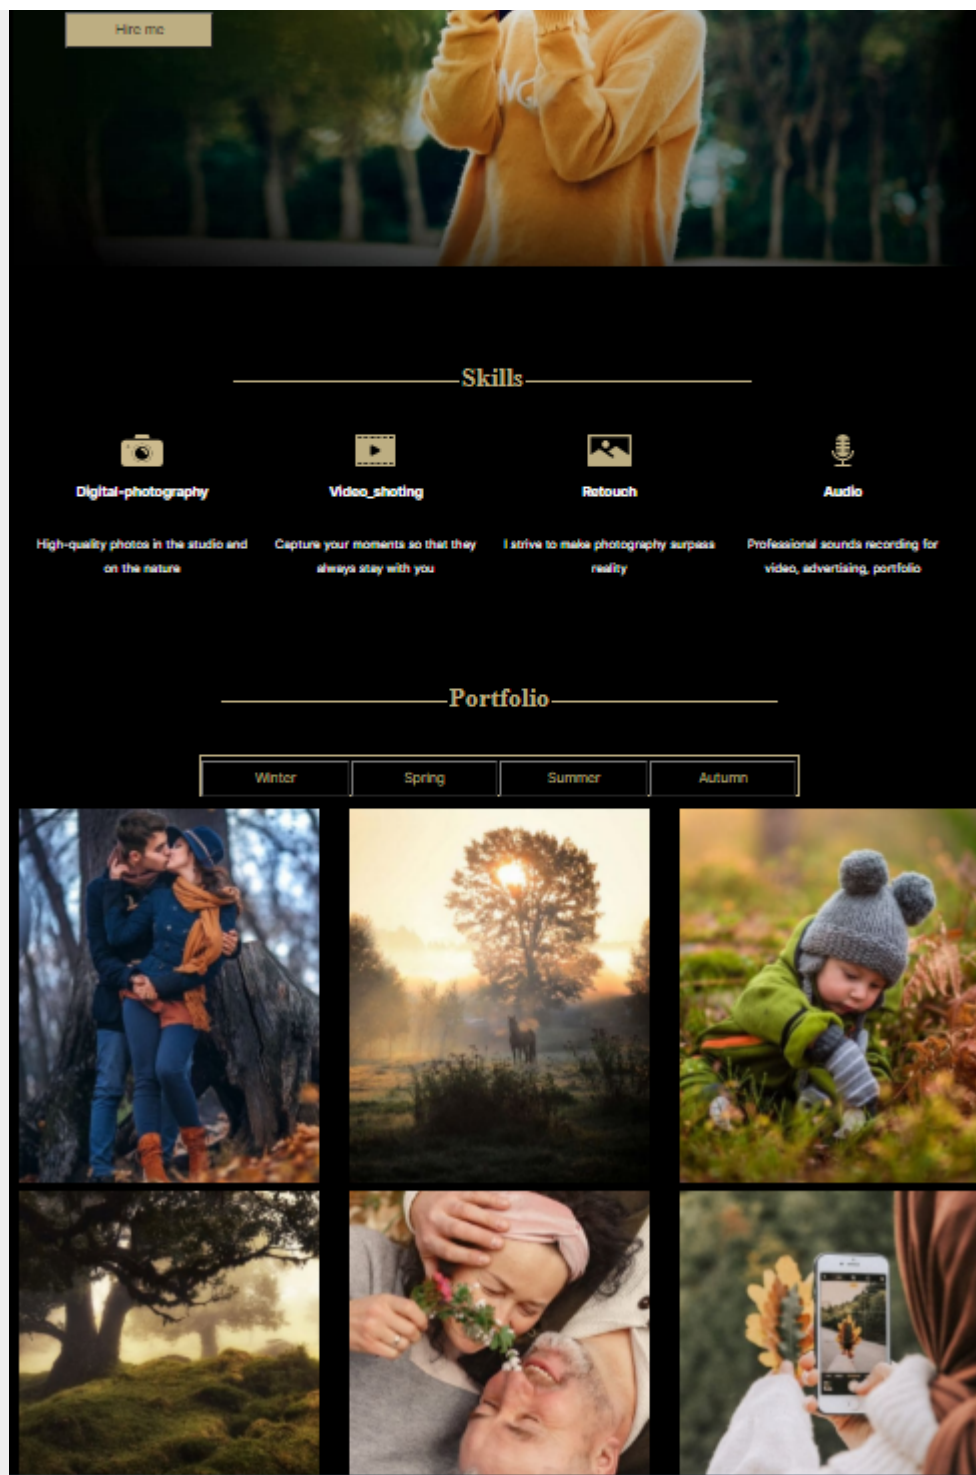 Hire me
Skills
Digital-photography
Video_shoting
Retouch
Audio
High-quality photos in the studio and
on the nature
Capture your moments so that they
always stay with you
I strive to make photography surpass
reality
Professional sounds recording for
video, advertising, portfolio
Portfolio
Winter
Spring
Summer
Autumn